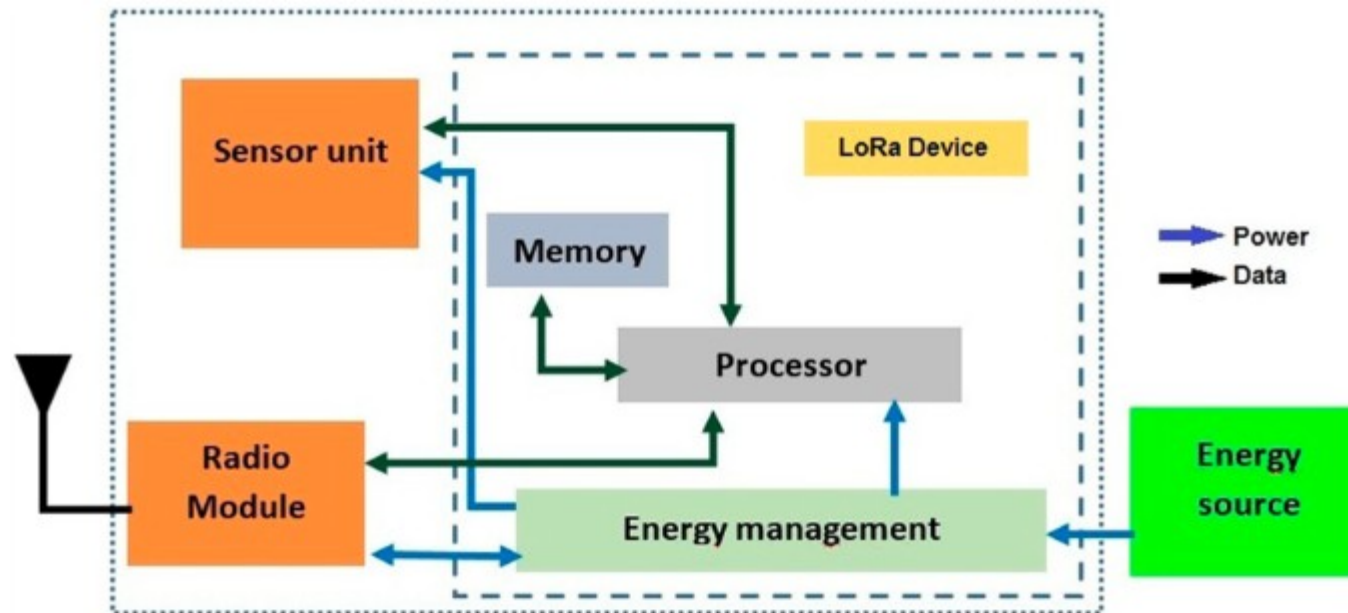 Sensor unit
LoRa Device
Memory
Power
Data
Processor
Radio
Module
Energy
source
Energy management